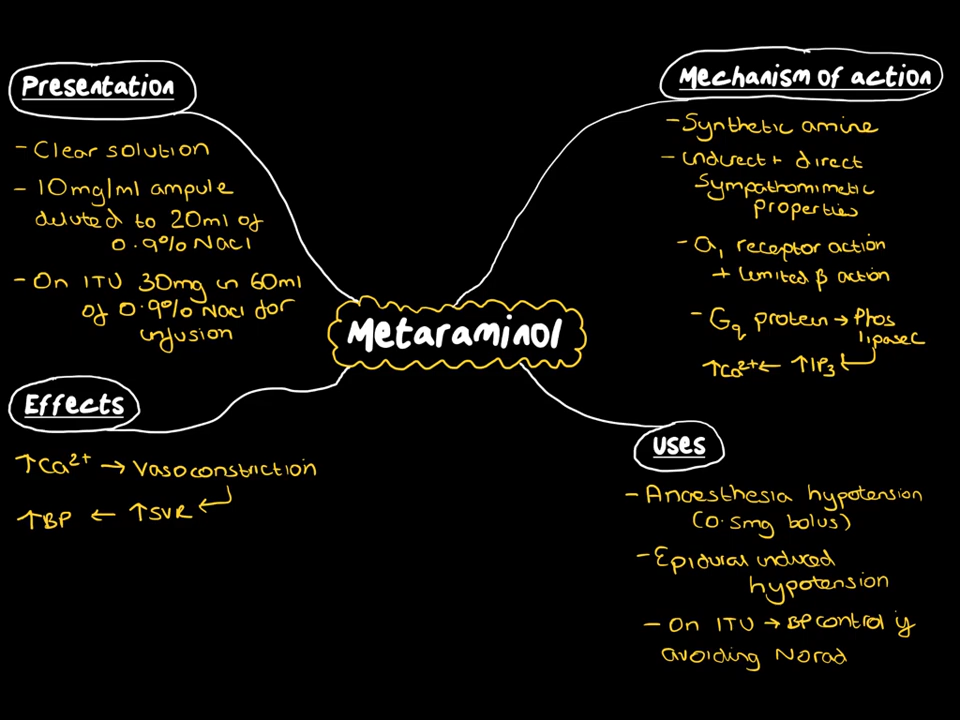 Presentation
- Clear solution
- 10mg/ml ampule
diluted to 20ml of
0.9% NaCl
- On ITU 30mg in 60ml
of 0.9% NaCl for
infusion
Mechanism of action
- Synthetic amine
- indirect + direct
sympathomimetic
properties
- α1 receptor action
+ limited β action
- Gq protein → Phos
lipase C
↑Ca2+ ← ↑IP3 ←
Metaraminol
Effects
↑Ca2+ → Vasoconstriction
↑BP ← ↑SVR ←
uses
- Anaesthesia hypotension
(0.5mg bolus)
- Epidural induced
hypotension
- On ITU → BP control if
avoiding Norad